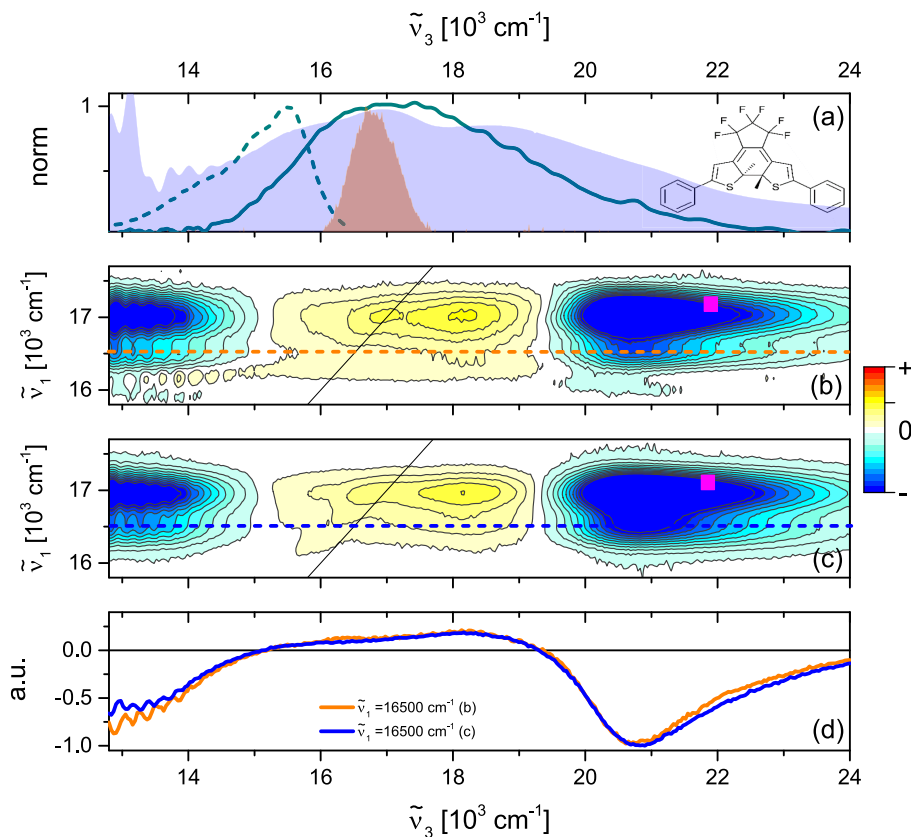 ν̃₃ [10³ cm⁻¹]
14 16 18 20 22 24
norm
1
(a)
F F F F F F
S S
ν̃₁ [10³ cm⁻¹]
17
16
(b)
+
0
-
ν̃₁ [10³ cm⁻¹]
17
16
(c)
a.u.
0.0
-0.5
-1.0
ν̃₁ =16500 cm⁻¹ (b)
ν̃₁ =16500 cm⁻¹ (c)
(d)
14 16 18 20 22 24
ν̃₃ [10³ cm⁻¹]